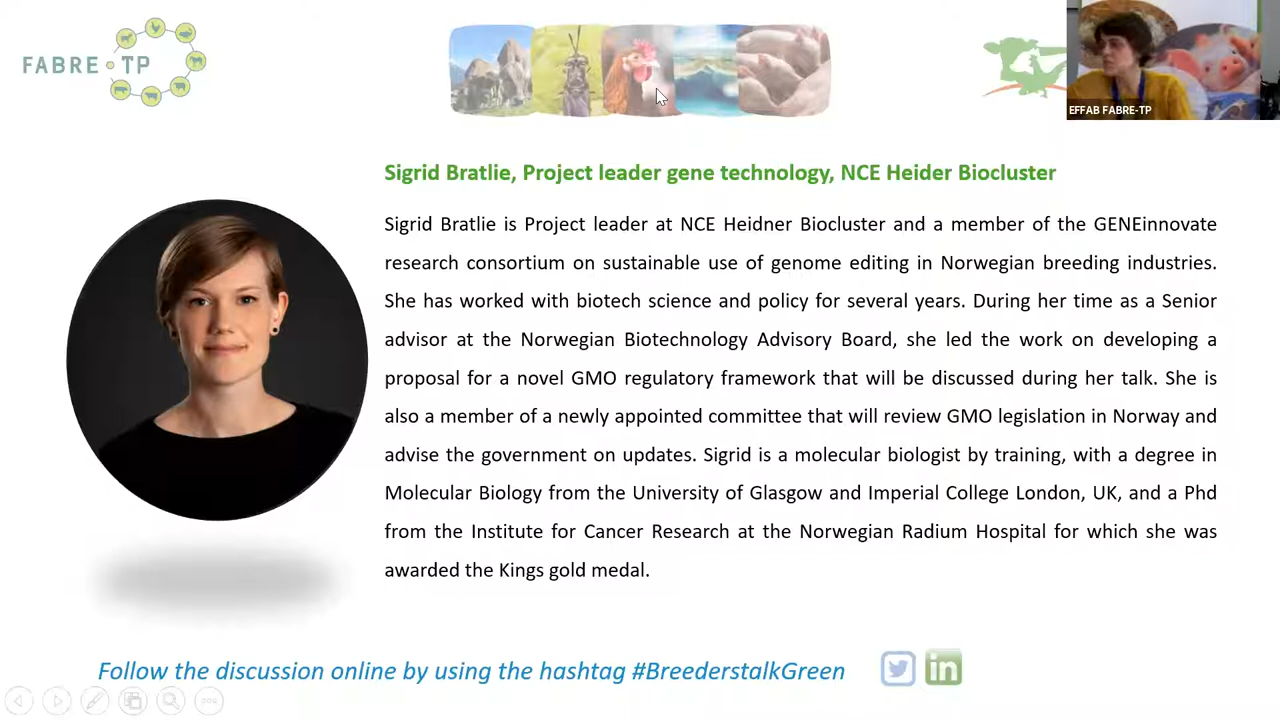 FABRE TP
EFFAB FABRE-TP
Sigrid Bratlie, Project leader gene technology, NCE Heider Biocluster
Sigrid Bratlie is Project leader at NCE Heidner Biocluster and a member of the GENEinnovate
research consortium on sustainable use of genome editing in Norwegian breeding industries.
She has worked with biotech science and policy for several years. During her time as a Senior
advisor at the Norwegian Biotechnology Advisory Board, she led the work on developing a
proposal for a novel GMO regulatory framework that will be discussed during her talk. She is
also a member of a newly appointed committee that will review GMO legislation in Norway and
advise the government on updates. Sigrid is a molecular biologist by training, with a degree in
Molecular Biology from the University of Glasgow and Imperial College London, UK, and a Phd
from the Institute for Cancer Research at the Norwegian Radium Hospital for which she was
awarded the Kings gold medal.
Follow the discussion online by using the hashtag #BreederstalkGreen
in